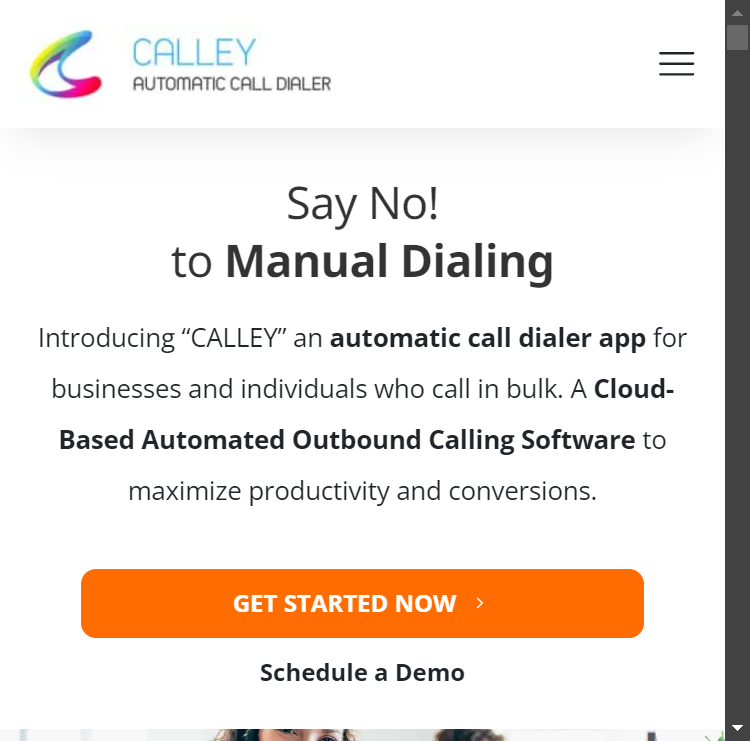 CALLEY
AUTOMATIC CALL DIALER
Say No!
to Manual Dialing
Introducing “CALLEY” an automatic call dialer app for
businesses and individuals who call in bulk. A Cloud-
Based Automated Outbound Calling Software to
maximize productivity and conversions.
GET STARTED NOW
Schedule a Demo